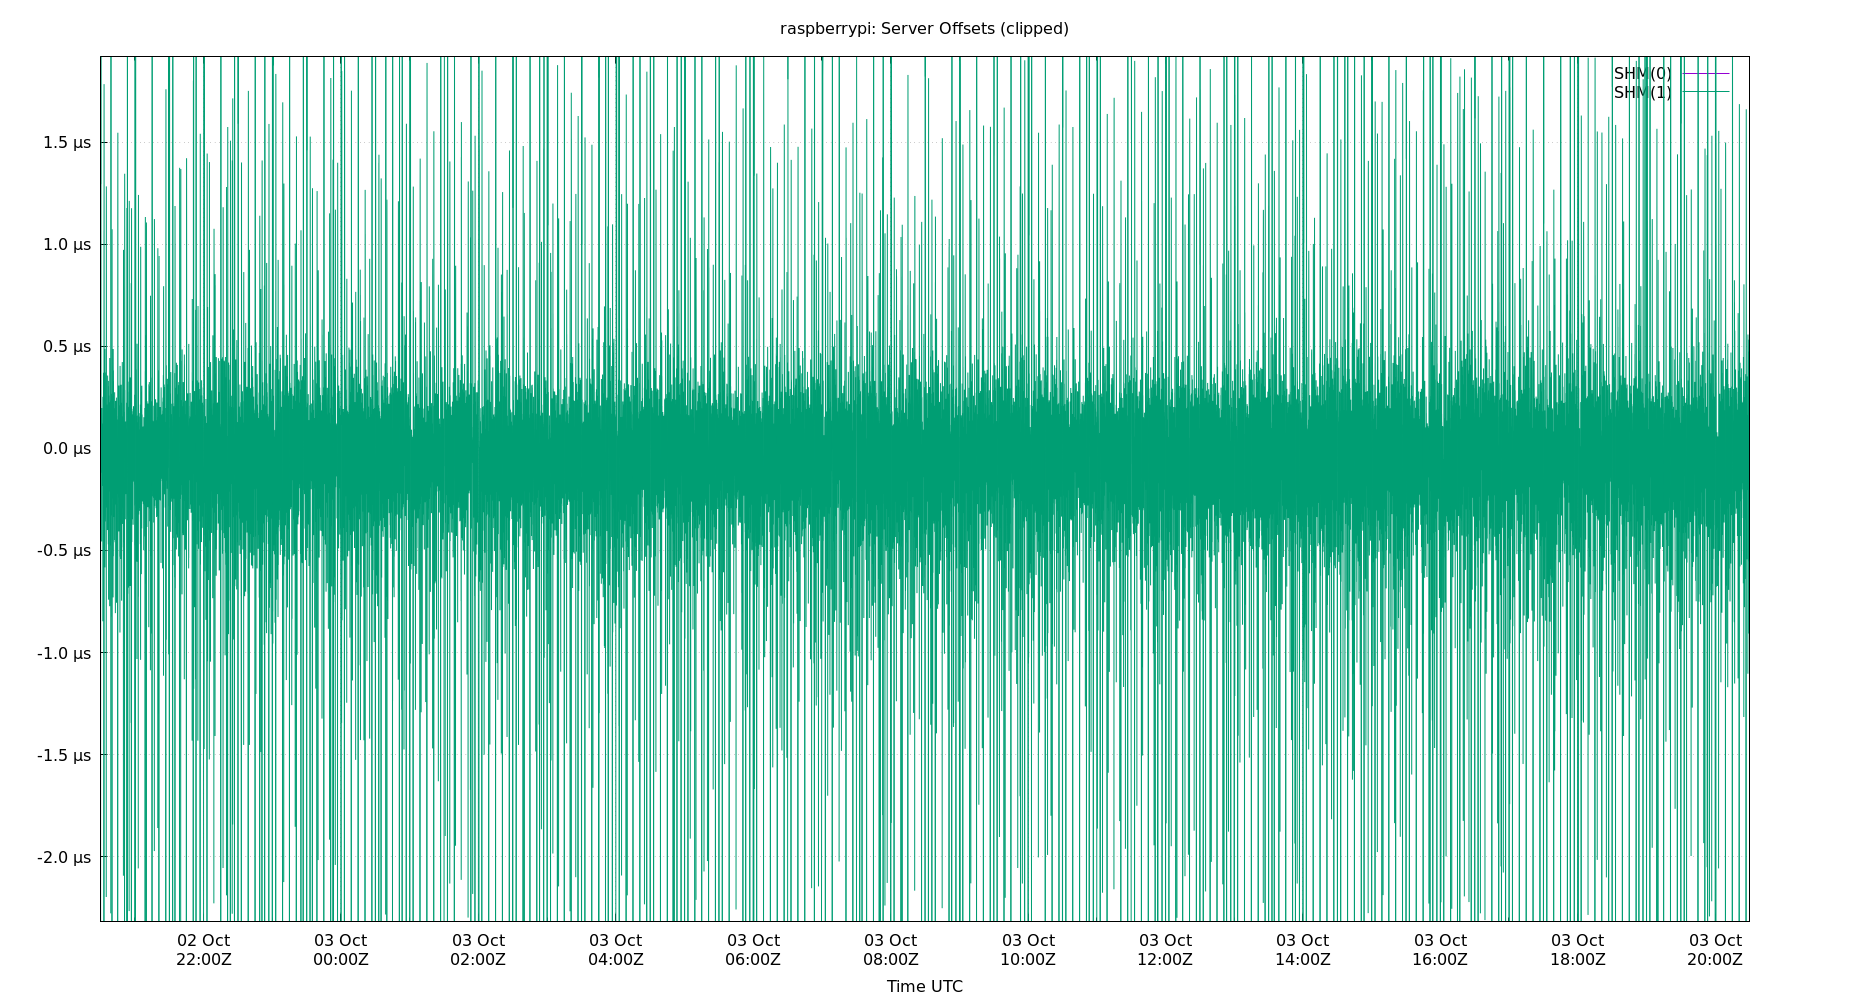 raspberrypi: Server Offsets (clipped)
SHM(0)
SHM(1)
1.5 µs
1.0 µs
0.5 µs
0.0 µs
-0.5 µs
-1.0 µs
-1.5 µs
-2.0 µs
02 Oct 03 Oct 03 Oct 03 Oct 03 Oct 03 Oct 03 Oct 03 Oct 03 Oct 03 Oct 03 Oct 03 Oct
22:00Z 00:00Z 02:00Z 04:00Z 06:00Z 08:00Z 10:00Z 12:00Z 14:00Z 16:00Z 18:00Z 20:00Z
Time UTC